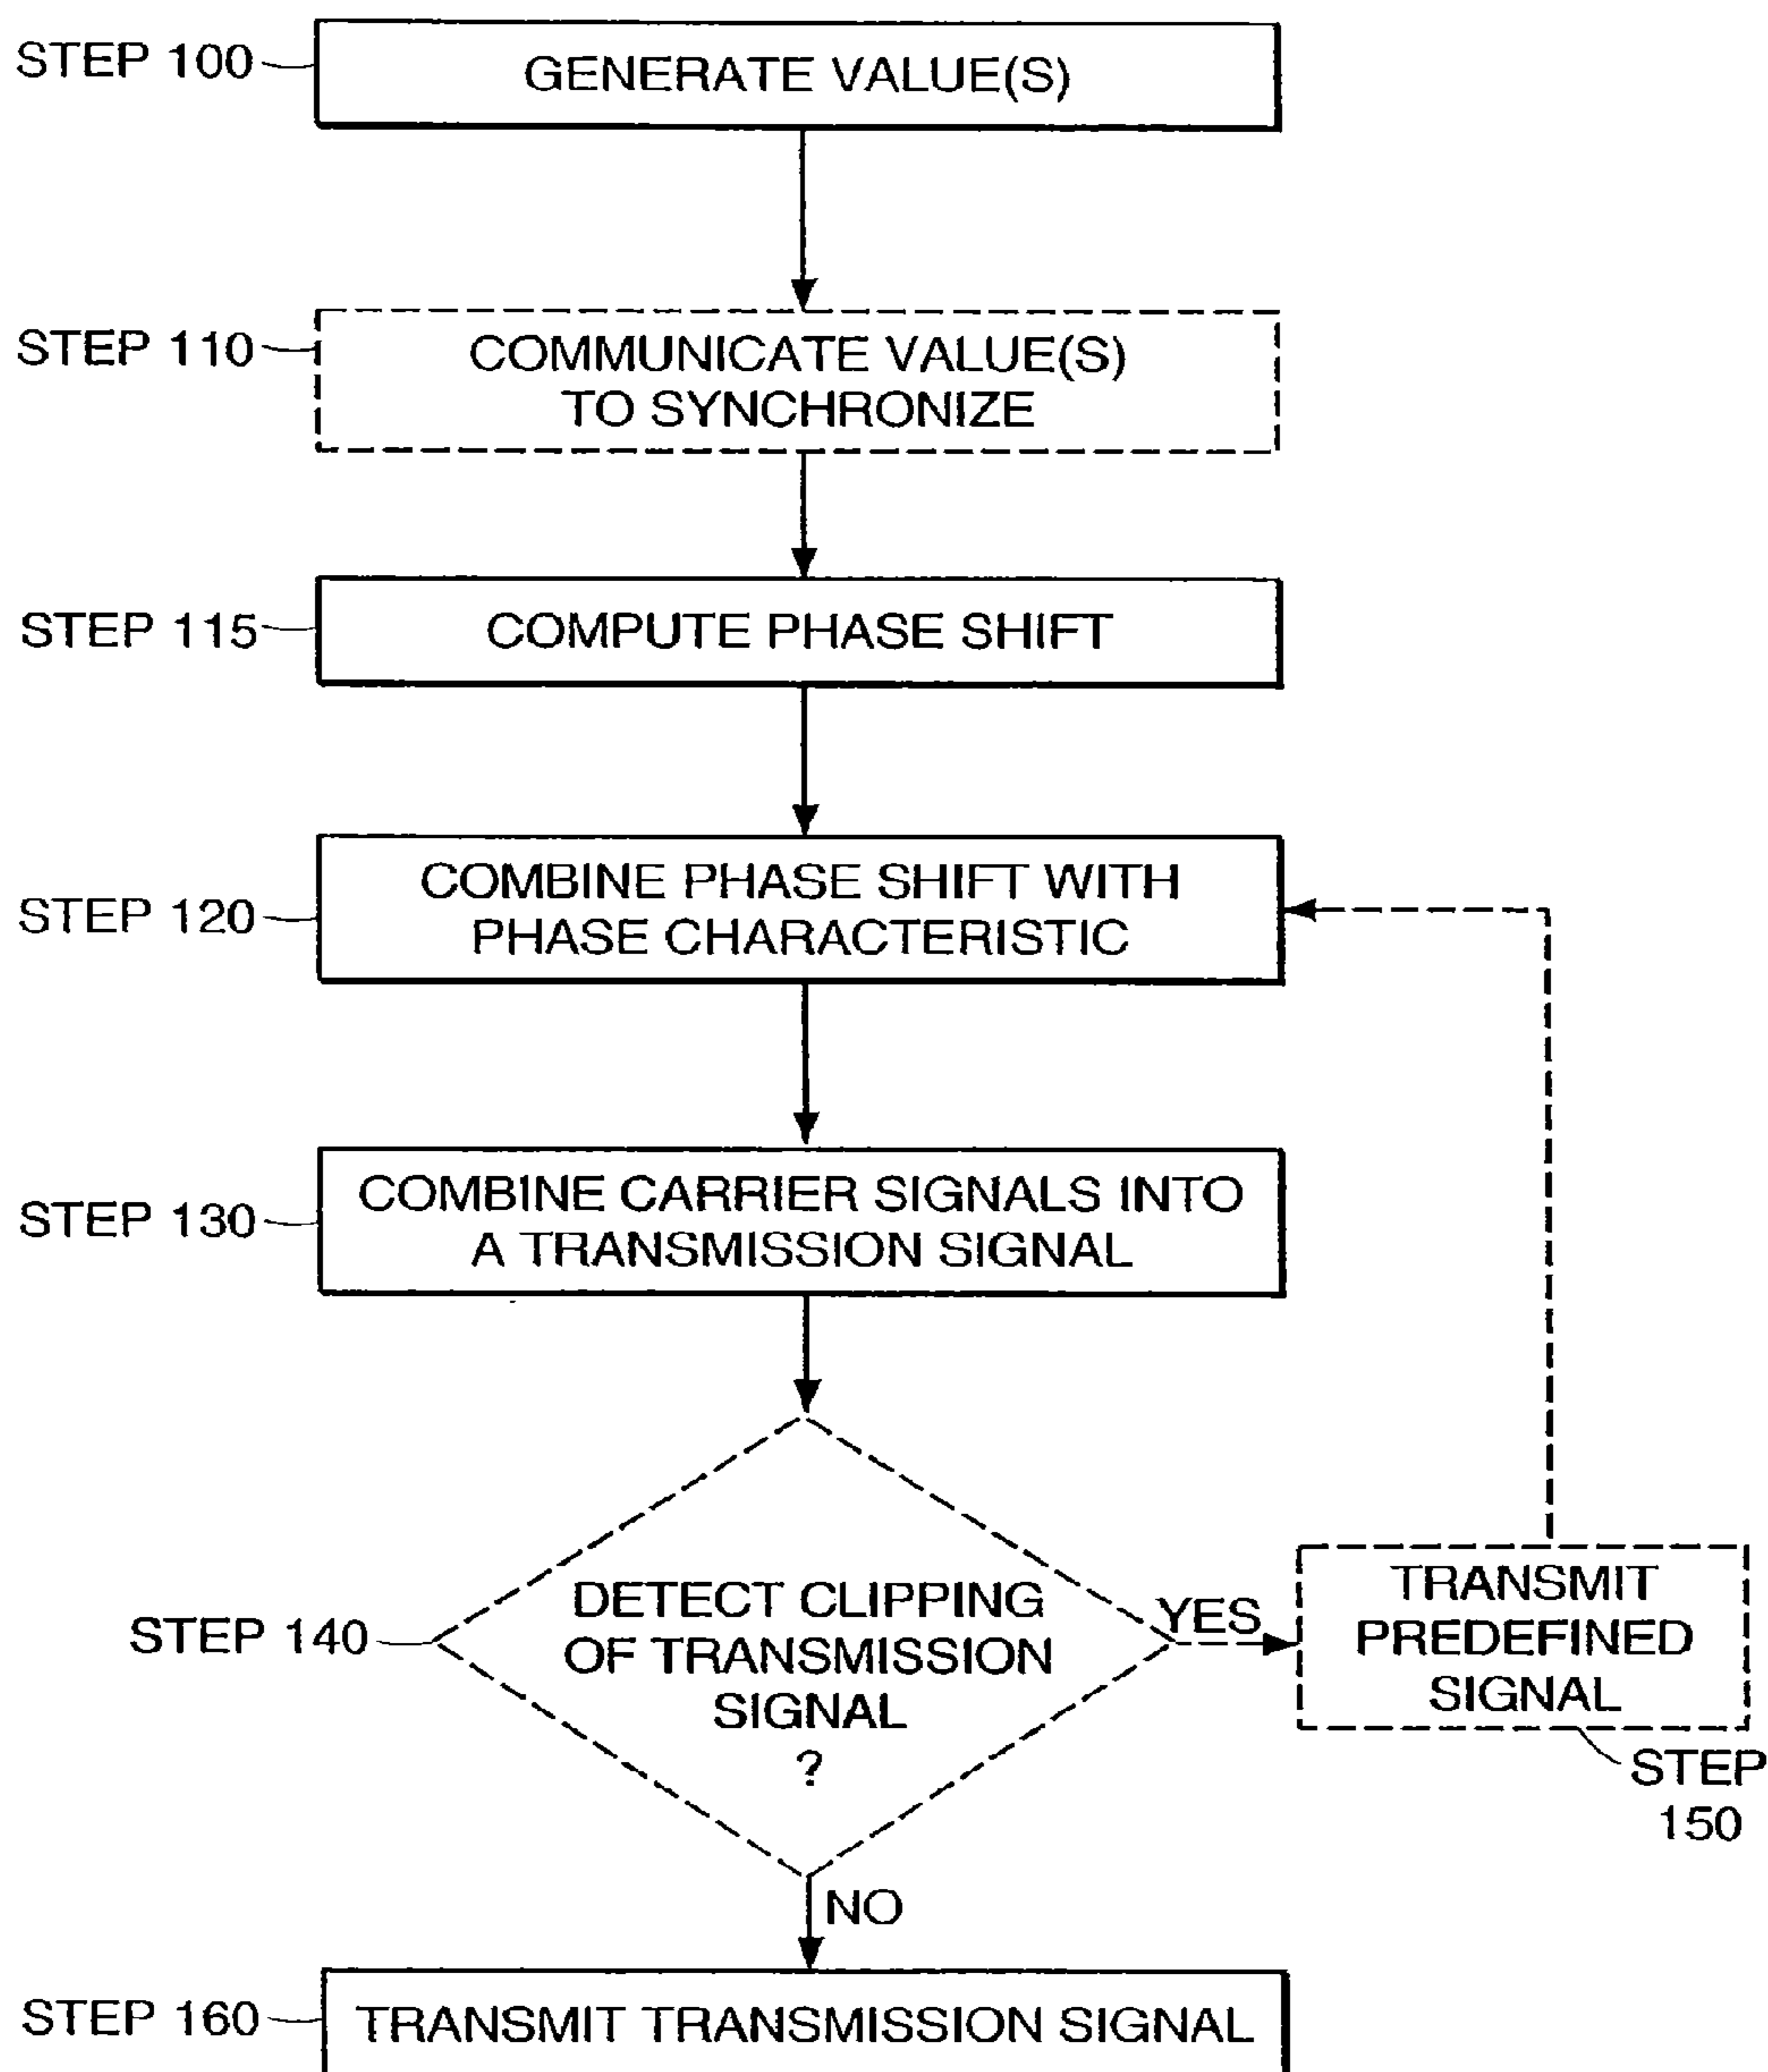 STEP 100
GENERATE VALUE(S)
STEP 110
COMMUNICATE VALUE(S)
TO SYNCHRONIZE
STEP 115
COMPUTE PHASE SHIFT
STEP 120
COMBINE PHASE SHIFT WITH
PHASE CHARACTERISTIC
STEP 130
COMBINE CARRIER SIGNALS INTO
A TRANSMISSION SIGNAL
STEP 140
DETECT CLIPPING
OF TRANSMISSION
SIGNAL
?
YES
TRANSMIT
PREDEFINED
SIGNAL
STEP
150
NO
STEP 160
TRANSMIT TRANSMISSION SIGNAL